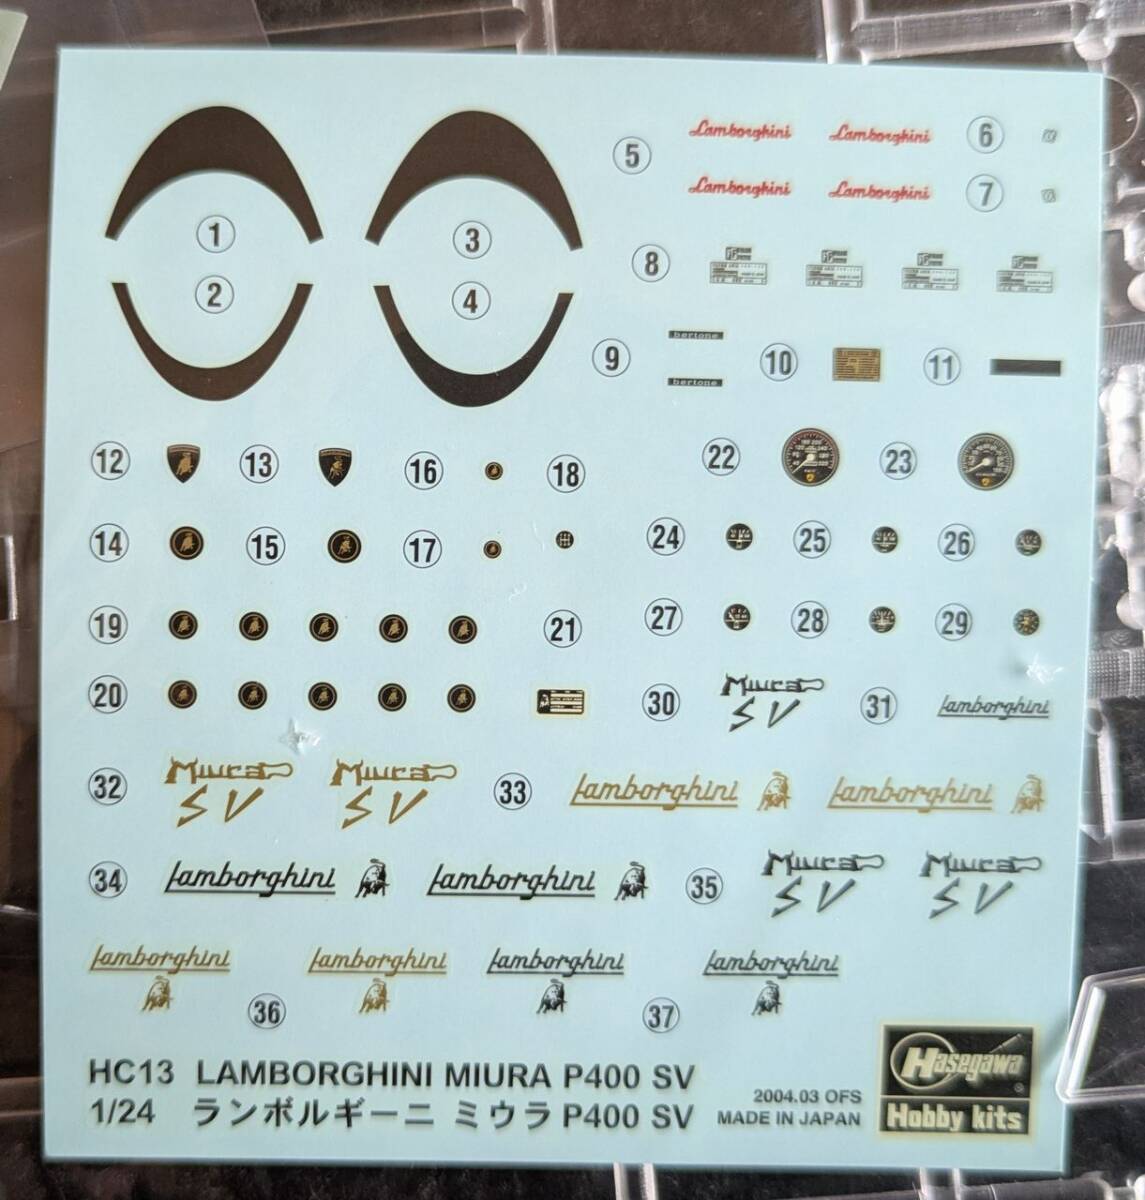 Lamborghini Lamborghini 6
5
Lamborghini Lamborghini 7
1 3
8
2 4
bertone
9 10 11
bertone
12 13 16 18 22 23
14 15 17 24 25 26
19 21 27 28 29
20 30 Miura SV 31 lamborghini
32 Miura Miura 33 lamborghini lamborghini
SV SV
34 lamborghini lamborghini 35 Miura Miura
SV SV
lamborghini lamborghini lamborghini lamborghini
36 37
HC13 LAMBORGHINI MIURA P400 SV
1/24 ランボルギーニ ミウラ P400 SV
2004.03 OFS
MADE IN JAPAN
Hasegawa
Hobby kits